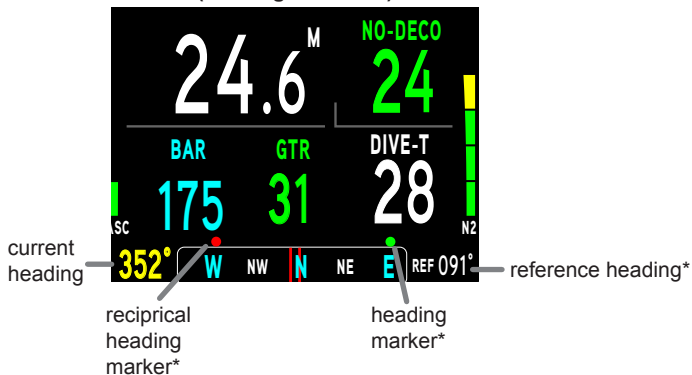 M
NO-DECO
24.6
24
BAR
GTR
DIVE-T
175
31
28
ASC
N2
current
heading
352°
W NW N NE E
REF 091°
reference heading*
reciprical
heading
marker*
heading
marker*